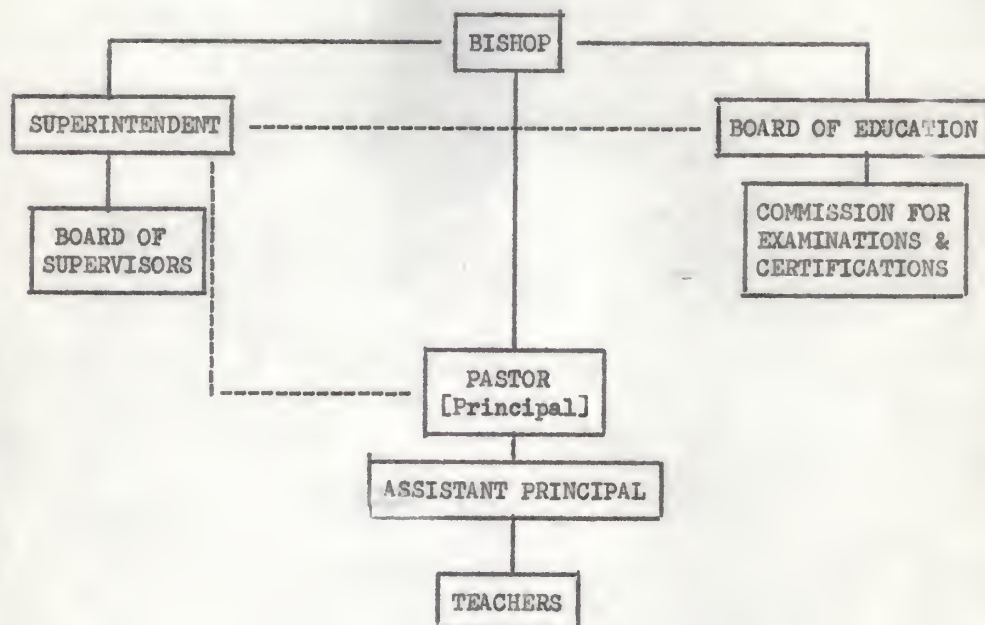 BISHOP
SUPERINTENDENT
BOARD OF EDUCATION
BOARD OF
SUPERVISORS
COMMISSION FOR
EXAMINATIONS &
CERTIFICATIONS
PASTOR
[Principal]
ASSISTANT PRINCIPAL
TEACHERS